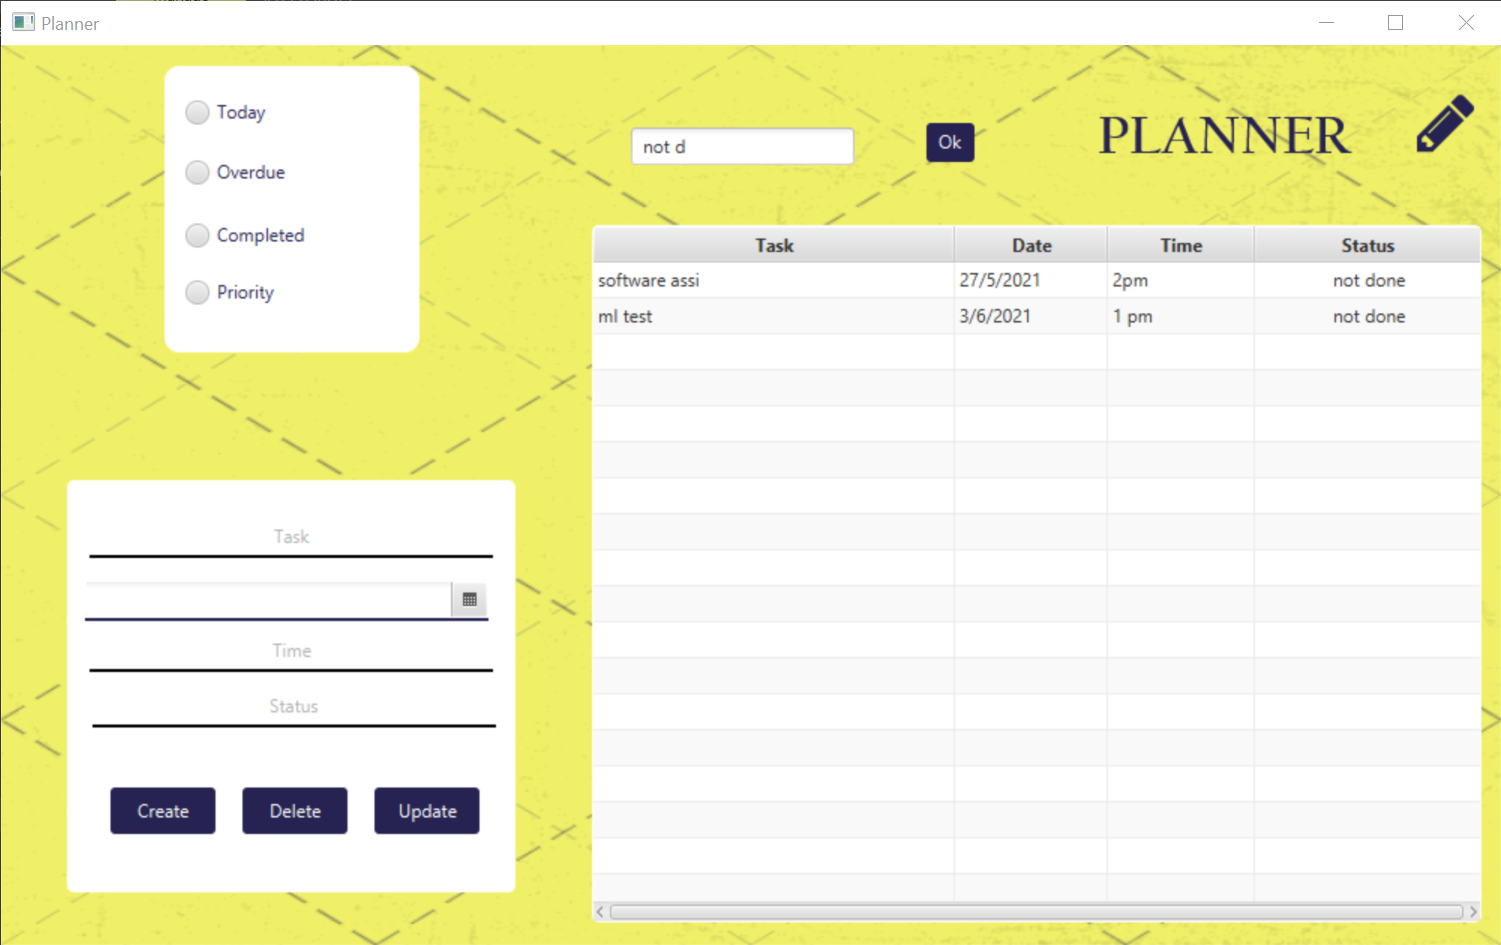 Planner
Today
Overdue
Completed
Priority
not d
Ok
PLANNER
Task Date Time Status
software assi 27/5/2021 2pm not done
ml test 3/6/2021 1 pm not done
Task
Time
Status
Create Delete Update